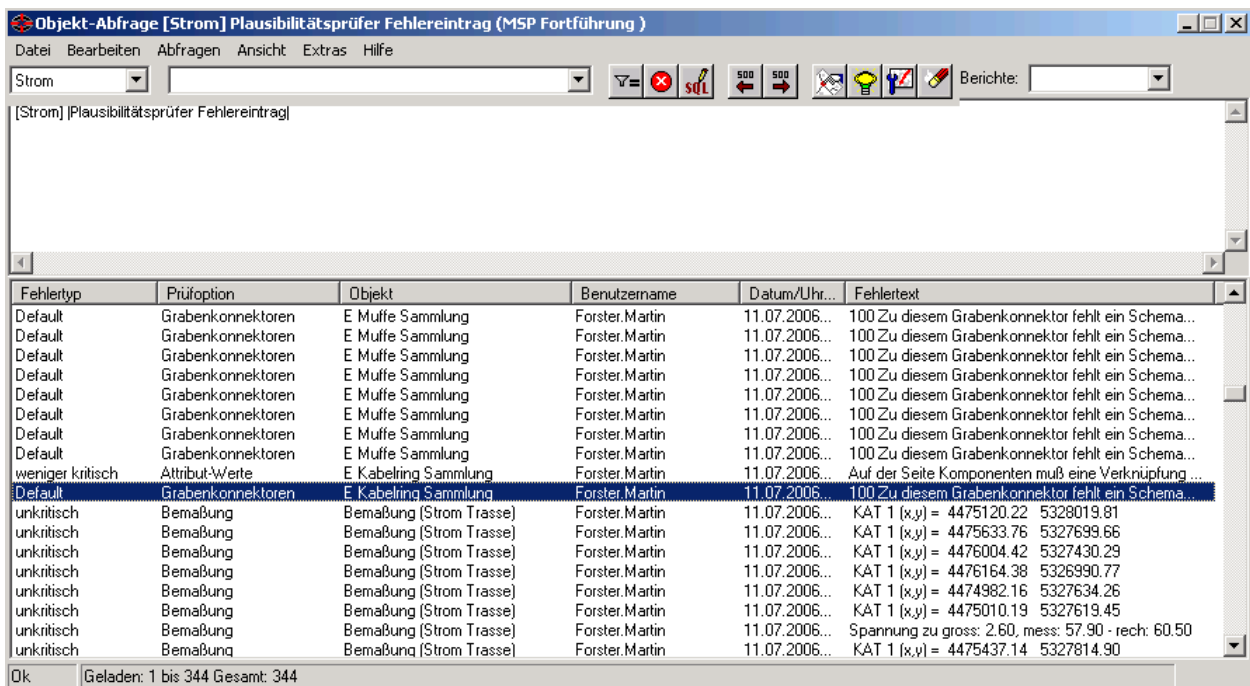 Objekt-Abfrage [Strom] Plausibilitätsprüfer Fehlereintrag (MSP Fortführung )
Datei Bearbeiten Abfragen Ansicht Extras Hilfe
Strom sql 500 500 Berichte:
[Strom] |Plausibilitätsprüfer Fehlereintrag|
Fehlertyp Prüfoption Objekt Benutzername Datum/Uhr... Fehlertext
Default Grabenkonnektoren E Muffe Sammlung Forster.Martin 11.07.2006... 100 Zu diesem Grabenkonnektor fehlt ein Schema...
Default Grabenkonnektoren E Muffe Sammlung Forster.Martin 11.07.2006... 100 Zu diesem Grabenkonnektor fehlt ein Schema...
Default Grabenkonnektoren E Muffe Sammlung Forster.Martin 11.07.2006... 100 Zu diesem Grabenkonnektor fehlt ein Schema...
Default Grabenkonnektoren E Muffe Sammlung Forster.Martin 11.07.2006... 100 Zu diesem Grabenkonnektor fehlt ein Schema...
Default Grabenkonnektoren E Muffe Sammlung Forster.Martin 11.07.2006... 100 Zu diesem Grabenkonnektor fehlt ein Schema...
Default Grabenkonnektoren E Muffe Sammlung Forster.Martin 11.07.2006... 100 Zu diesem Grabenkonnektor fehlt ein Schema...
Default Grabenkonnektoren E Muffe Sammlung Forster.Martin 11.07.2006... 100 Zu diesem Grabenkonnektor fehlt ein Schema...
Default Grabenkonnektoren E Muffe Sammlung Forster.Martin 11.07.2006... 100 Zu diesem Grabenkonnektor fehlt ein Schema...
weniger kritisch Attribut-Werte E Kabelring Sammlung Forster.Martin 11.07.2006... Auf der Seite Komponenten muß eine Verknüpfung ...
Default Grabenkonnektoren E Kabelring Sammlung Forster.Martin 11.07.2006... 100 Zu diesem Grabenkonnektor fehlt ein Schema...
unkritisch Bemaßung Bemaßung (Strom Trasse) Forster.Martin 11.07.2006... KAT 1 (x,y) = 4475120.22 5328019.81
unkritisch Bemaßung Bemaßung (Strom Trasse) Forster.Martin 11.07.2006... KAT 1 (x,y) = 4475633.76 5327699.66
unkritisch Bemaßung Bemaßung (Strom Trasse) Forster.Martin 11.07.2006... KAT 1 (x,y) = 4476004.42 5327430.29
unkritisch Bemaßung Bemaßung (Strom Trasse) Forster.Martin 11.07.2006... KAT 1 (x,y) = 4476164.38 5326990.77
unkritisch Bemaßung Bemaßung (Strom Trasse) Forster.Martin 11.07.2006... KAT 1 (x,y) = 4474982.16 5327634.26
unkritisch Bemaßung Bemaßung (Strom Trasse) Forster.Martin 11.07.2006... KAT 1 (x,y) = 4475010.19 5327619.45
unkritisch Bemaßung Bemaßung (Strom Trasse) Forster.Martin 11.07.2006... Spannung zu gross: 2.60, mess: 57.90 - rech: 60.50
unkritisch Bemaßung Bemaßung (Strom Trasse) Forster.Martin 11.07.2006... KAT 1 (x,y) = 4475437.14 5327814.90
Ok Geladen: 1 bis 344 Gesamt: 344